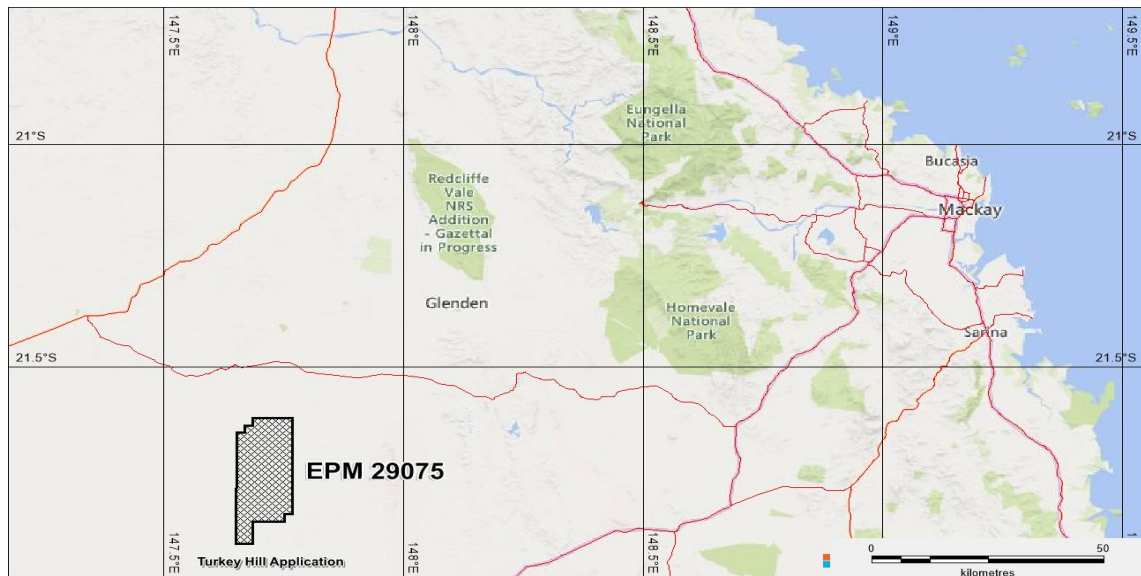 147.5°E
148°E
148.5°E
149°E
149.5°E
Eungella
National
Park
21°S
21°S
Bucasia
Redcliffe
Vale
NRS
Addition
- Gazettal
in Progress
Mackay
Glenden
Homevale
National
Park
Sarina
21.5°S
21.5°S
EPM 29075
147.5°E
148°E
148.5°E
149°E
Turkey Hill Application
0
50
kilometres